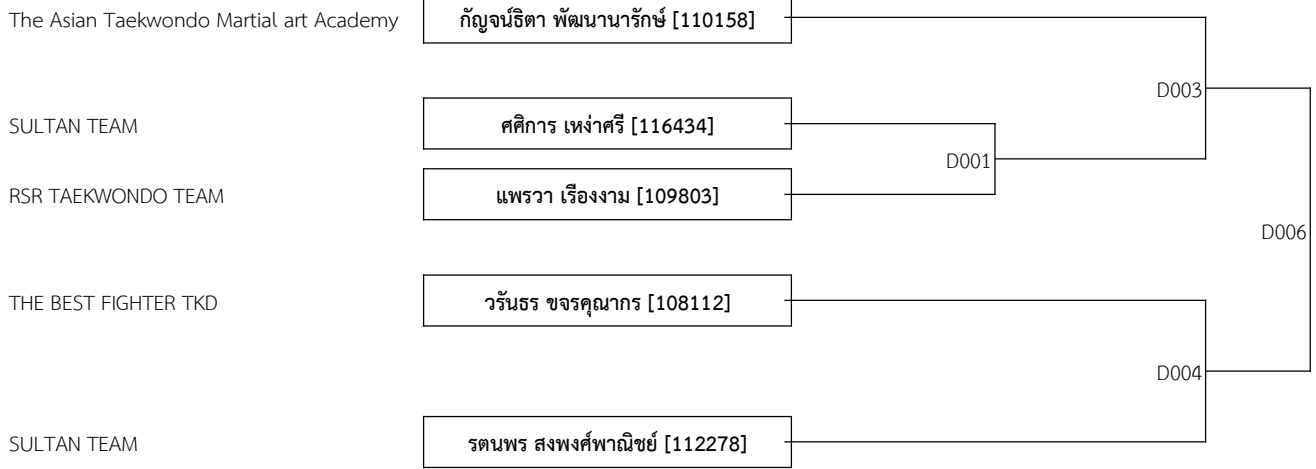 The Asian Taekwondo Martial art Academy กัญจน์ธิตา พัฒนานารักษ์ [110158]
D003
SULTAN TEAM ศศิการ เหง่าศรี [116434]
D001
RSR TAEKWONDO TEAM แพรวา เรืองงาม [109803]
D006
THE BEST FIGHTER TKD วรันธร ขจรคุณากร [108112]
D004
SULTAN TEAM รตนพร สงพงศ์พาณิชย์ [112278]